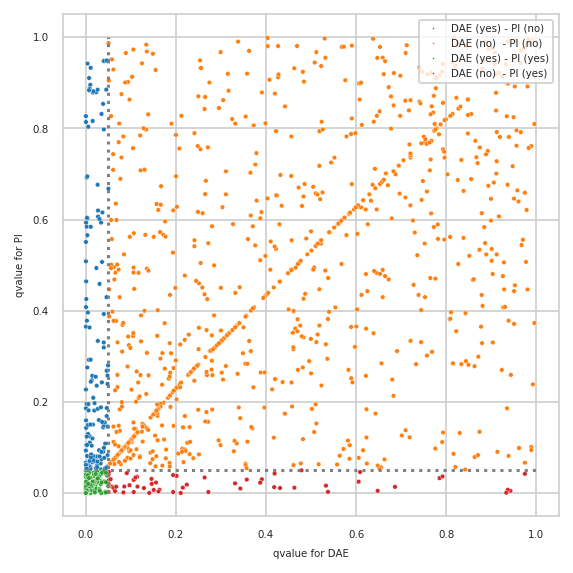 DAE (yes) - PI (no)
DAE (no)  - PI (no)
DAE (yes) - PI (yes)
DAE (no)  - PI (yes)
1.0
0.8
0.6
0.4
0.2
0.0
qvalue for PI
0.0 0.2 0.4 0.6 0.8 1.0
qvalue for DAE